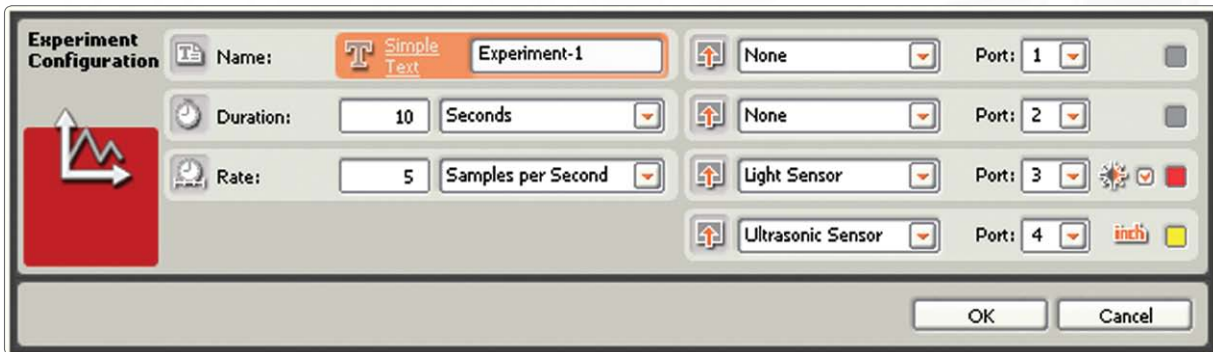 Experiment
Configuration
Name:
Simple
Text
Experiment-1
Duration:
10
Seconds
Rate:
5
Samples per Second
None
Port: 1
None
Port: 2
Light Sensor
Port: 3
Ultrasonic Sensor
Port: 4
inch
OK
Cancel